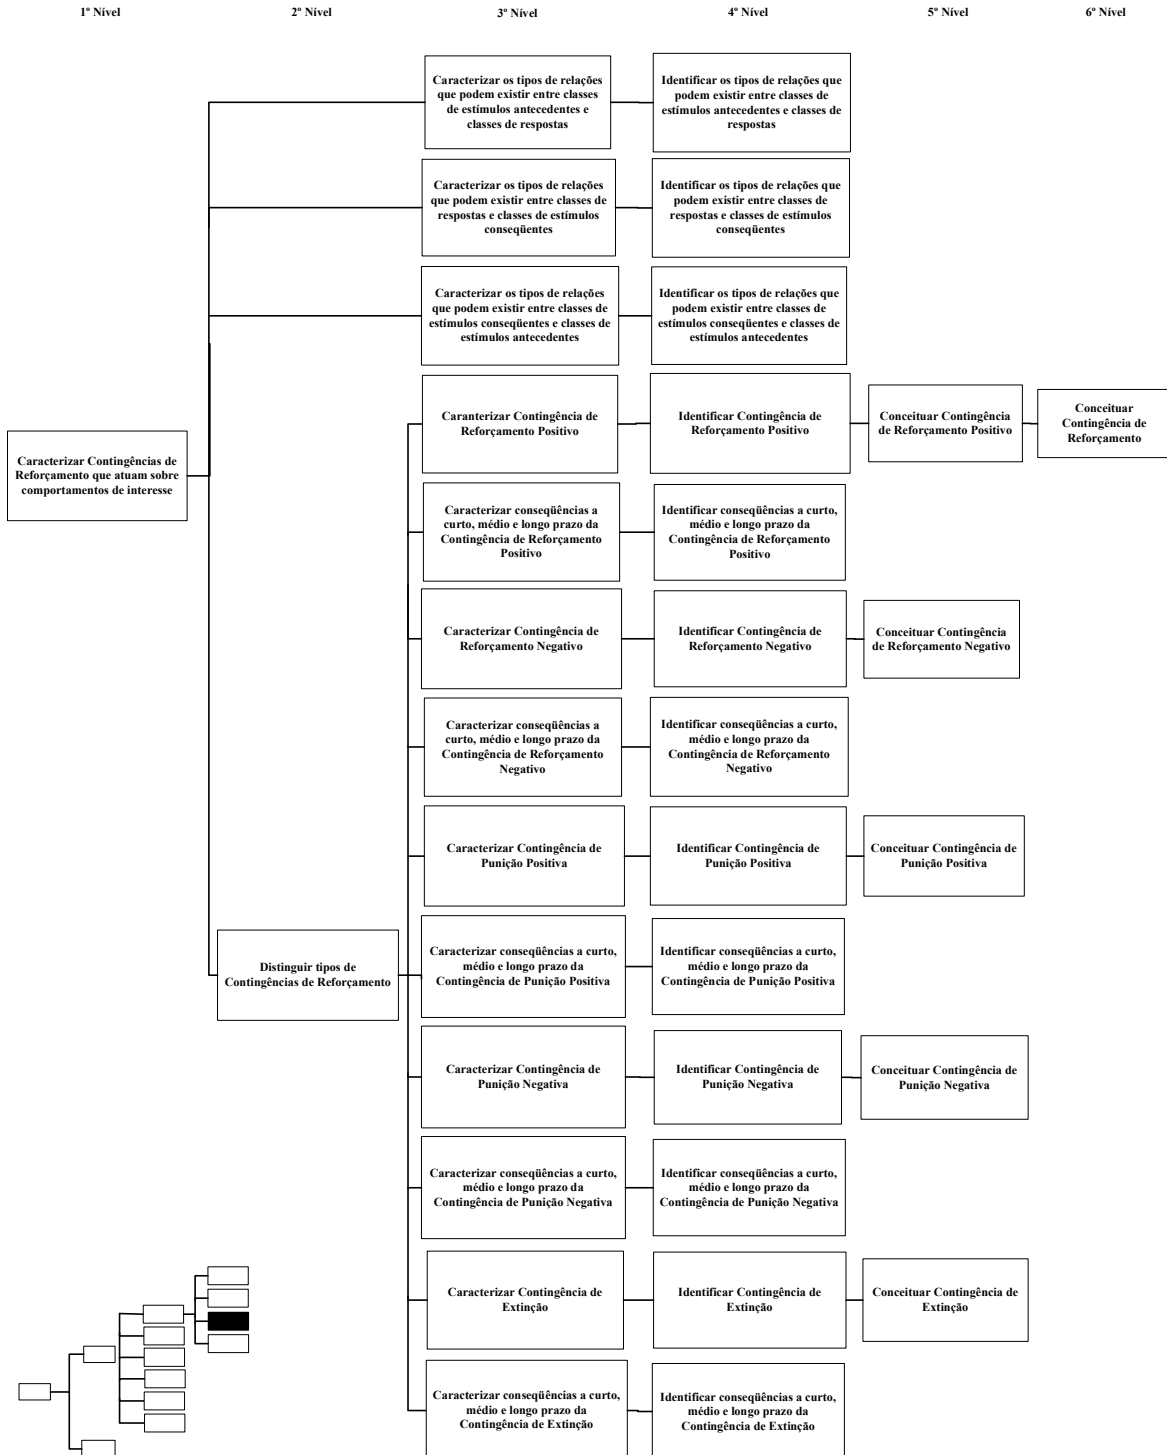 1º Nível
2º Nível
3º Nível
4º Nível
5º Nível
6º Nível
Caracterizar os tipos de relações
que podem existir entre classes
de estímulos antecedentes e
classes de respostas
Identificar os tipos de relações que
podem existir entre classes de
estímulos antecedentes e classes de
respostas
Caracterizar os tipos de relações
que podem existir entre classes de
respostas e classes de estímulos
conseqüentes
Identificar os tipos de relações que
podem existir entre classes de
respostas e classes de estímulos
conseqüentes
Caracterizar os tipos de relações
que podem existir entre classes de
estímulos conseqüentes e classes de
estímulos antecedentes
Identificar os tipos de relações que
podem existir entre classes de
estímulos conseqüentes e classes de
estímulos antecedentes
Caracterizar Contingências de
Reforçamento que atuam sobre
comportamentos de interesse
Caranterizar Contingência de
Reforçamento Positivo
Identificar Contingência de
Reforçamento Positivo
Conceituar Contingência
de Reforçamento Positivo
Conceituar
Contingência de
Reforçamento
Caracterizar conseqüências a
curto, médio e longo prazo da
Contingência de Reforçamento
Positivo
Identificar conseqüências a curto,
médio e longo prazo da
Contingência de Reforçamento
Positivo
Caracterizar Contingência de
Reforçamento Negativo
Identificar Contingência de
Reforçamento Negativo
Conceituar Contingência
de Reforçamento Negativo
Caracterizar conseqüências a
curto, médio e longo prazo da
Contingência de Reforçamento
Negativo
Identificar conseqüências a curto,
médio e longo prazo da
Contingência de Reforçamento
Negativo
Caracterizar Contingência de
Punição Positiva
Identificar Contingência de
Punição Positiva
Conceituar Contingência de
Punição Positiva
Distinguir tipos de
Contingências de Reforçamento
Caracterizar conseqüências a curto,
médio e longo prazo da
Contingência de Punição Positiva
Identificar conseqüências a curto,
médio e longo prazo da
Contingência de Punição Positiva
Caracterizar Contingência de
Punição Negativa
Identificar Contingência de
Punição Negativa
Conceituar Contingência de
Punição Negativa
Caracterizar conseqüências a curto,
médio e longo prazo da
Contingência de Punição Negativa
Identificar conseqüências a curto,
médio e longo prazo da
Contingência de Punição Negativa
Caracterizar Contingência de
Extinção
Identificar Contingência de
Extinção
Conceituar Contingência de
Extinção
Caracterizar conseqüências a curto,
médio e longo prazo da
Contingência de Extinção
Identificar conseqüências a curto,
médio e longo prazo da
Contingência de Extinção